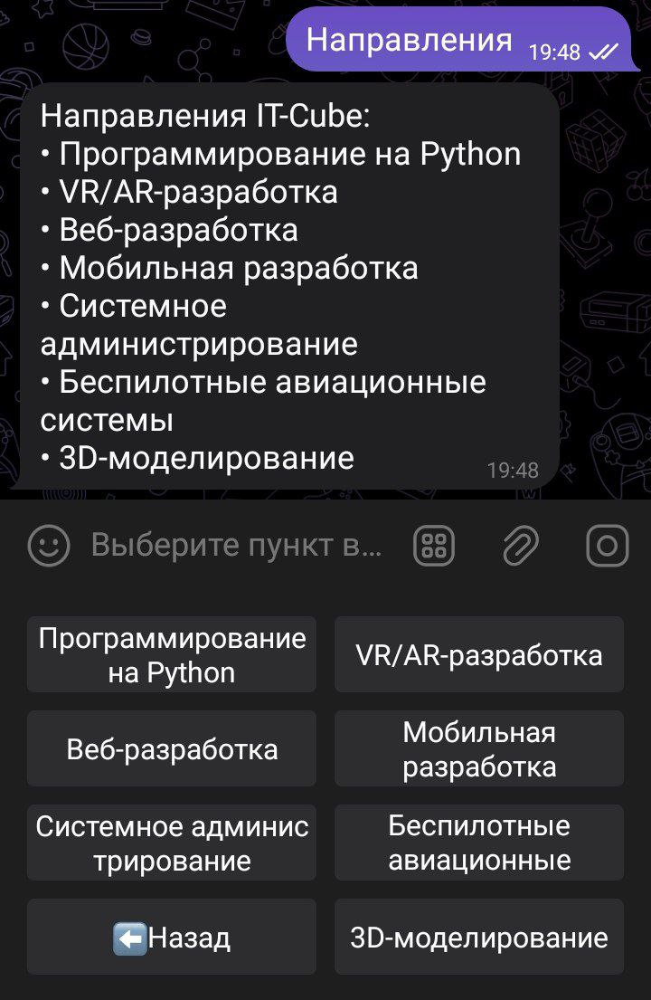 Направления 19:48
Направления IT-Cube:
• Программирование на Python
• VR/AR-разработка
• Веб-разработка
• Мобильная разработка
• Системное
администрирование
• Беспилотные авиационные
системы
• 3D-моделирование
19:48
Выберите пункт в...
Программирование
на Python
VR/AR-разработка
Веб-разработка
Мобильная
разработка
Системное админис
трирование
Беспилотные
авиационные
⬅️Назад
3D-моделирование